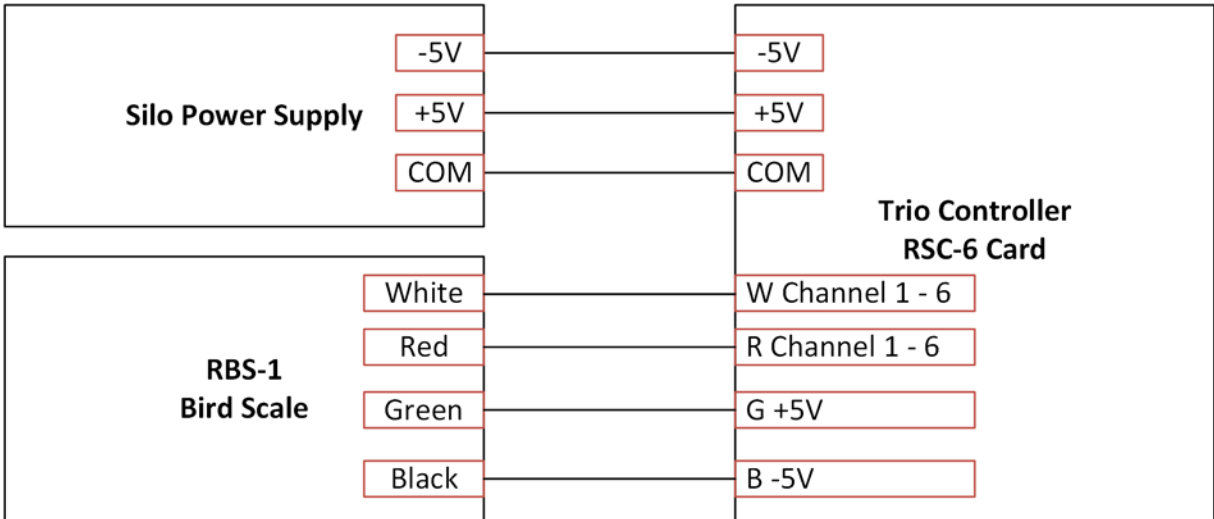 -5V
-5V
Silo Power Supply
+5V
+5V
COM
COM
Trio Controller
RSC-6 Card
White
W Channel 1 - 6
Red
R Channel 1 - 6
RBS-1
Bird Scale
Green
G +5V
Black
B -5V